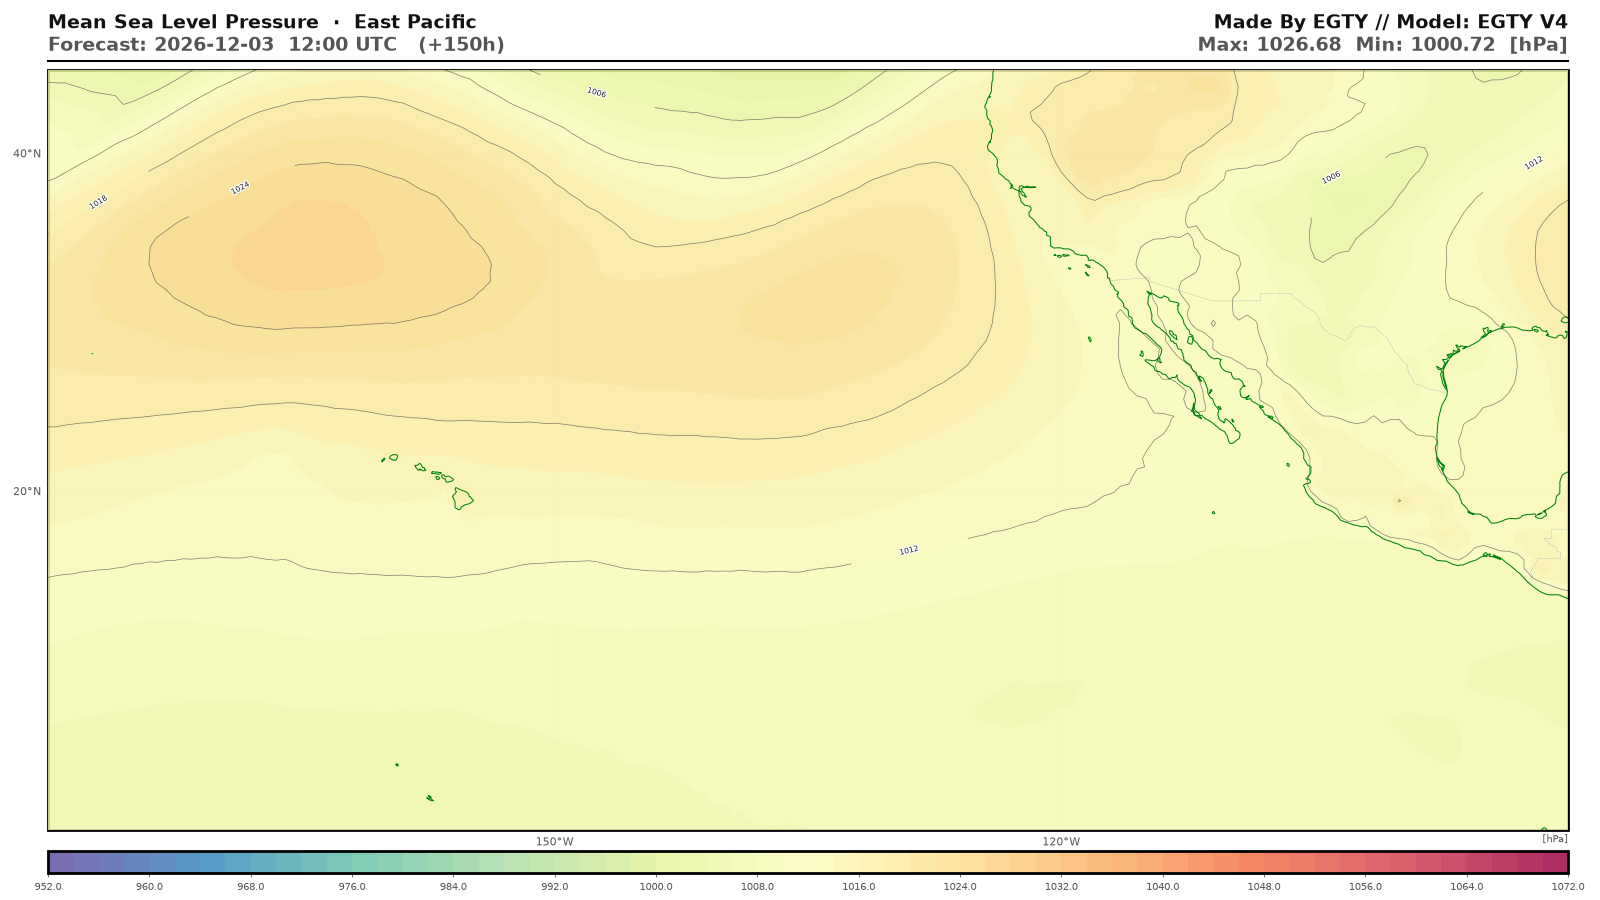 Mean Sea Level Pressure · East Pacific
Made By EGTY // Model: EGTY V4
Forecast: 2026-12-03 12:00 UTC (+150h)
Max: 1026.68 Min: 1000.72 [hPa]
1006
40°N
1012
1006
1024
1018
20°N
1012
150°W
120°W
[hPa]
952.0 960.0 968.0 976.0 984.0 992.0 1000.0 1008.0 1016.0 1024.0 1032.0 1040.0 1048.0 1056.0 1064.0 1072.0